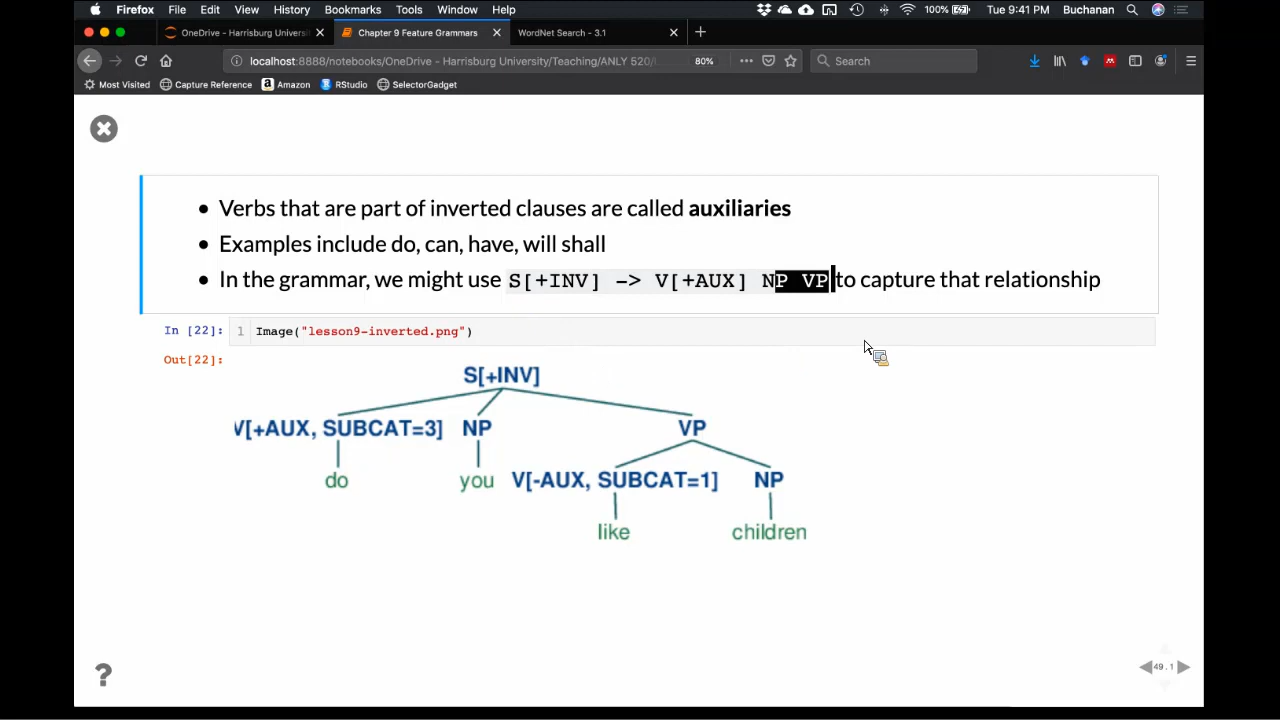 Firefox File Edit View History Bookmarks Tools Window Help 100% Tue 9:41 PM Buchanan
OneDrive - Harrisburg Universi Chapter 9 Feature Grammars WordNet Search - 3.1
localhost:8888/notebooks/OneDrive - Harrisburg University/Teaching/ANLY 520/ 80% Search
Most Visited Capture Reference Amazon RStudio SelectorGadget
• Verbs that are part of inverted clauses are called auxiliaries
• Examples include do, can, have, will shall
• In the grammar, we might use S[+INV] -> V[+AUX] NP VP to capture that relationship
In [22]: 1 Image("lesson9-inverted.png")
Out[22]:
S[+INV]
V[+AUX, SUBCAT=3] NP VP
do you V[-AUX, SUBCAT=1] NP
like children
49.1
?